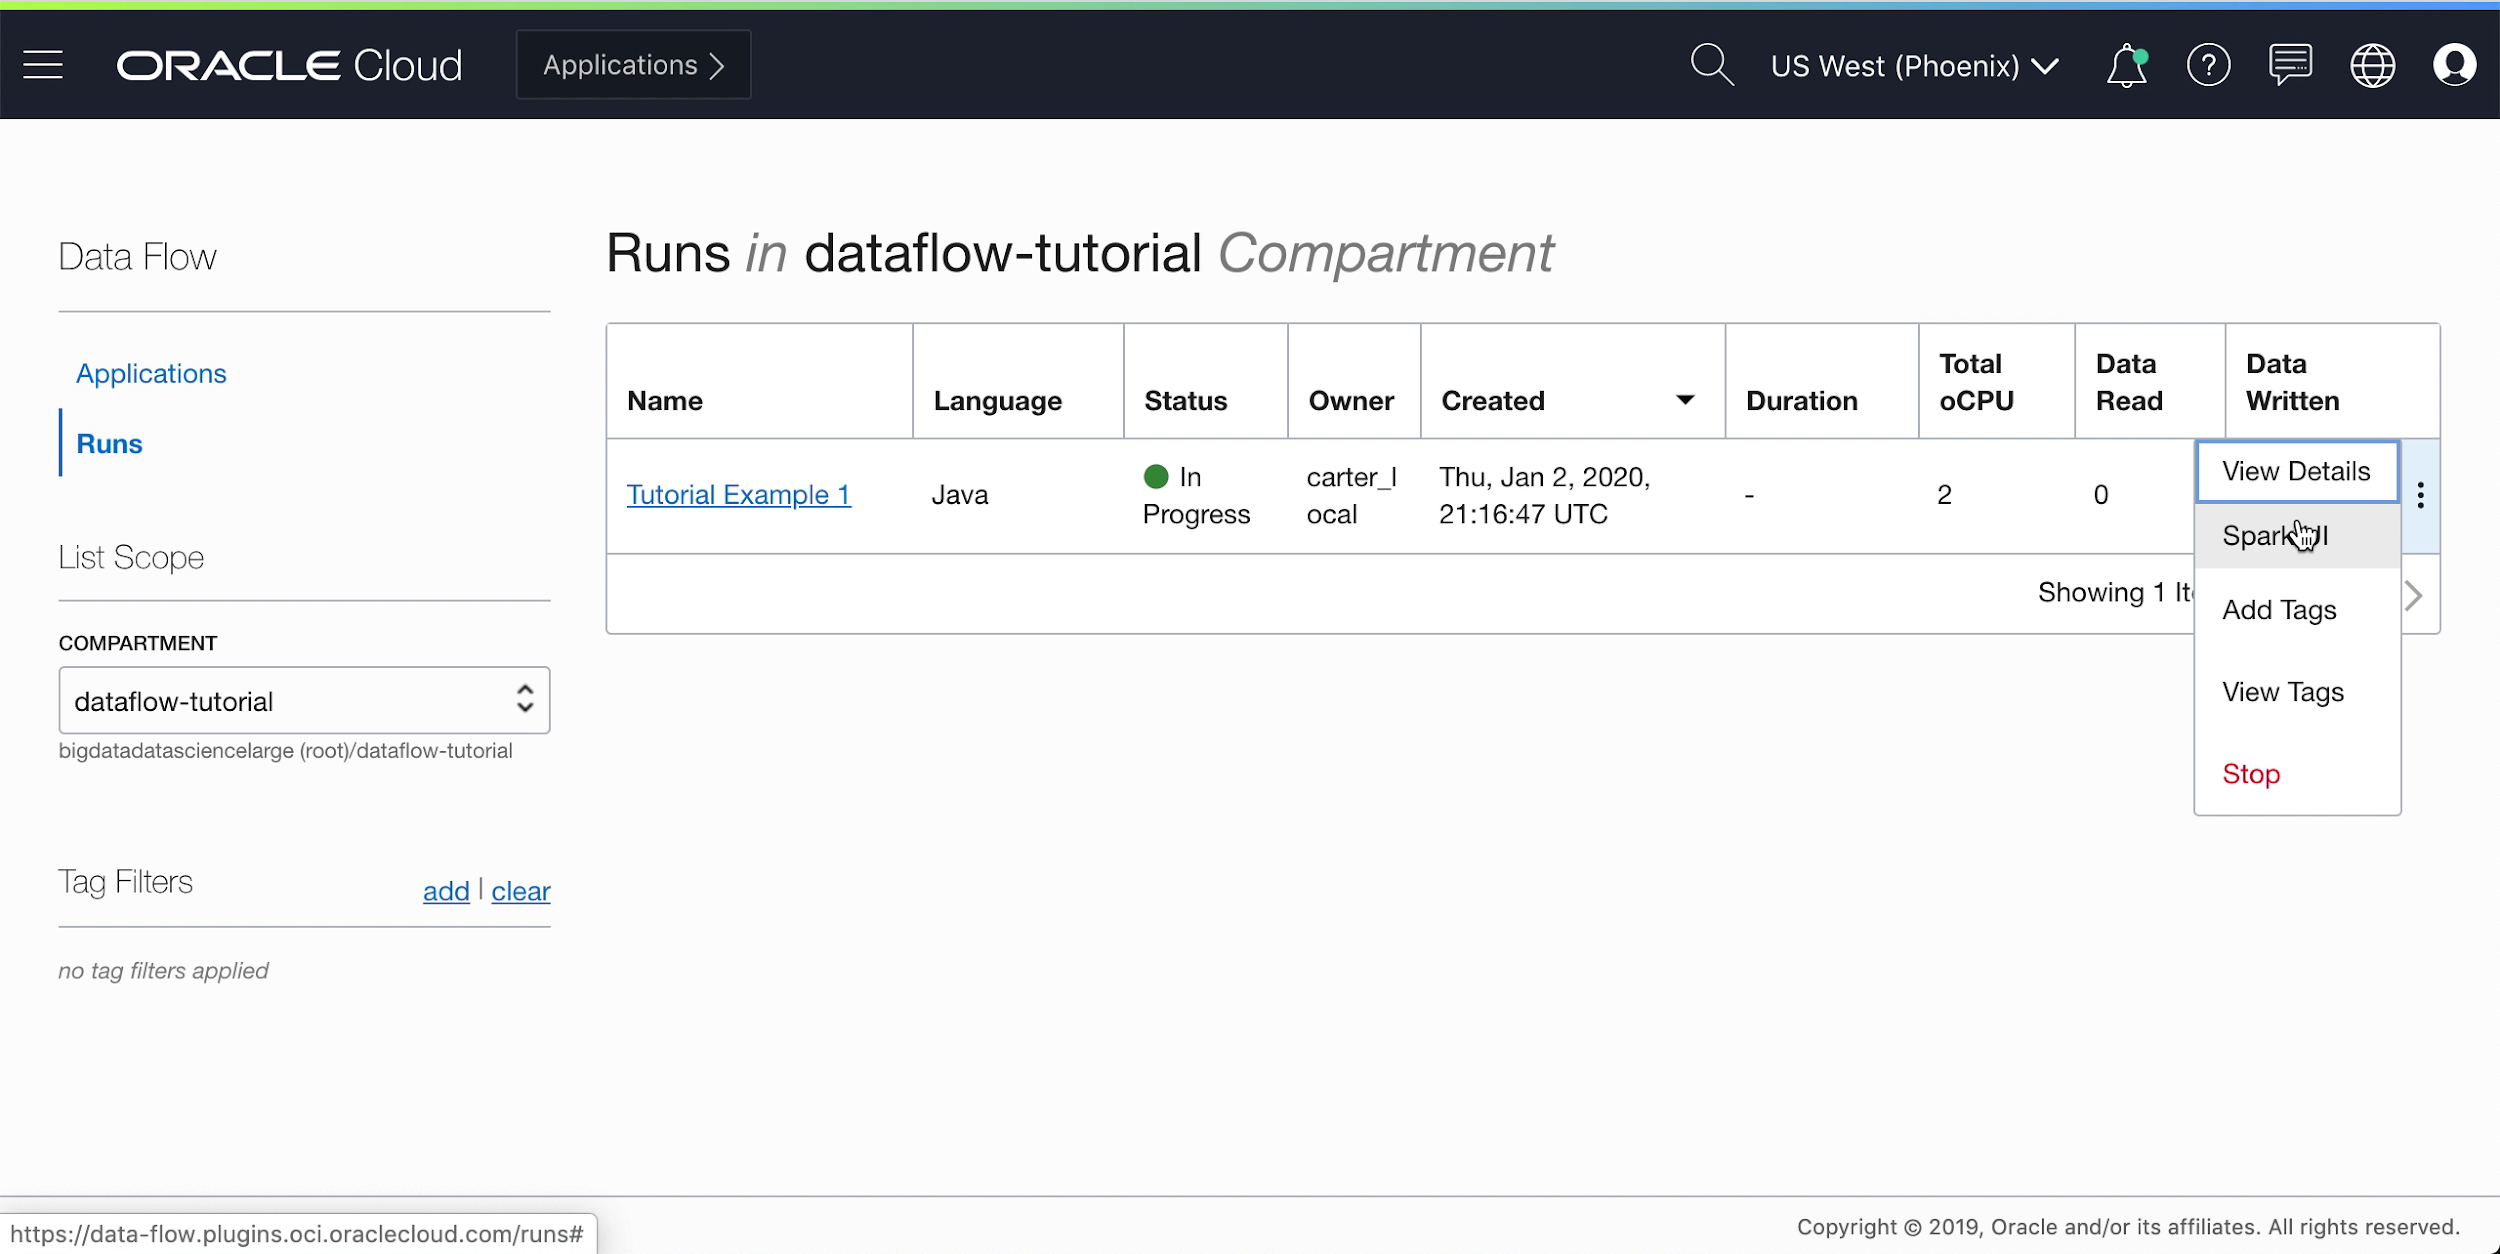 ORACLE Cloud
Applications
US West (Phoenix)
Data Flow
Applications
Runs
List Scope
COMPARTMENT
dataflow-tutorial
bigdatadatasciencelarge (root)/dataflow-tutorial
Tag Filters
add | clear
no tag filters applied
Runs in dataflow-tutorial Compartment
Name Language Status Owner Created Duration Total oCPU Data Read Data Written
Tutorial Example 1 Java In Progress carter_local Thu, Jan 2, 2020, 21:16:47 UTC - 2 0
Showing 1
View Details
Spark UI
Add Tags
View Tags
Stop
https://data-flow.plugins.oci.oraclecloud.com/runs#
Copyright © 2019, Oracle and/or its affiliates. All rights reserved.